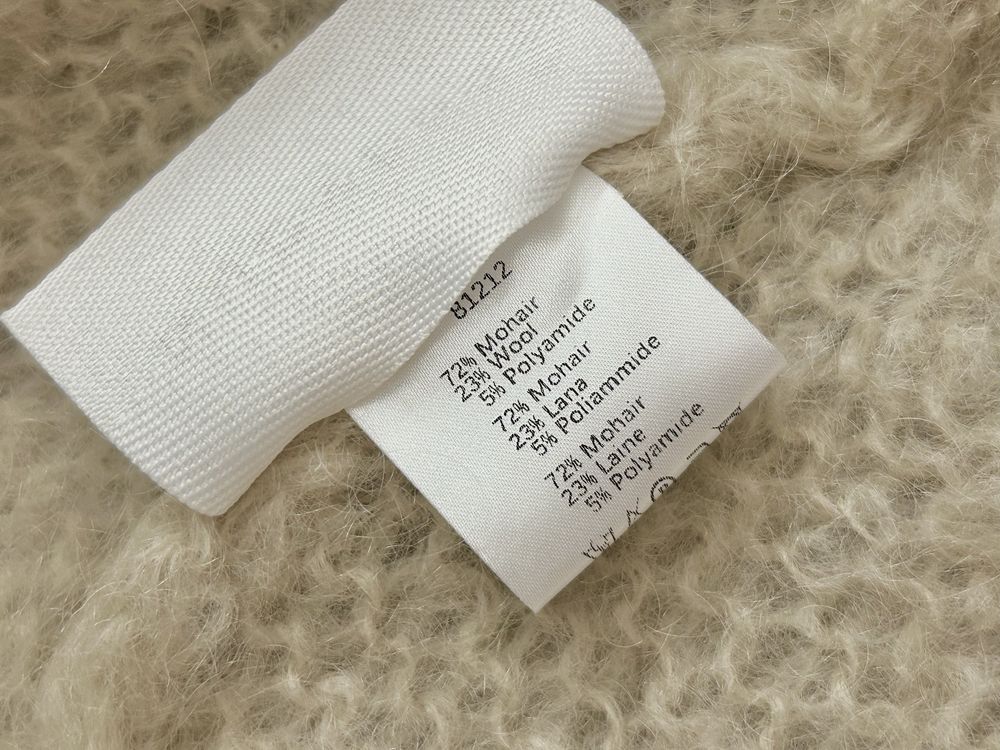 81212
72% Mohair
23% Wool
5% Polyamide
72% Mohair
23% Lana
5% Poliammide
72% Mohair
23% Laine
5% Polyamide